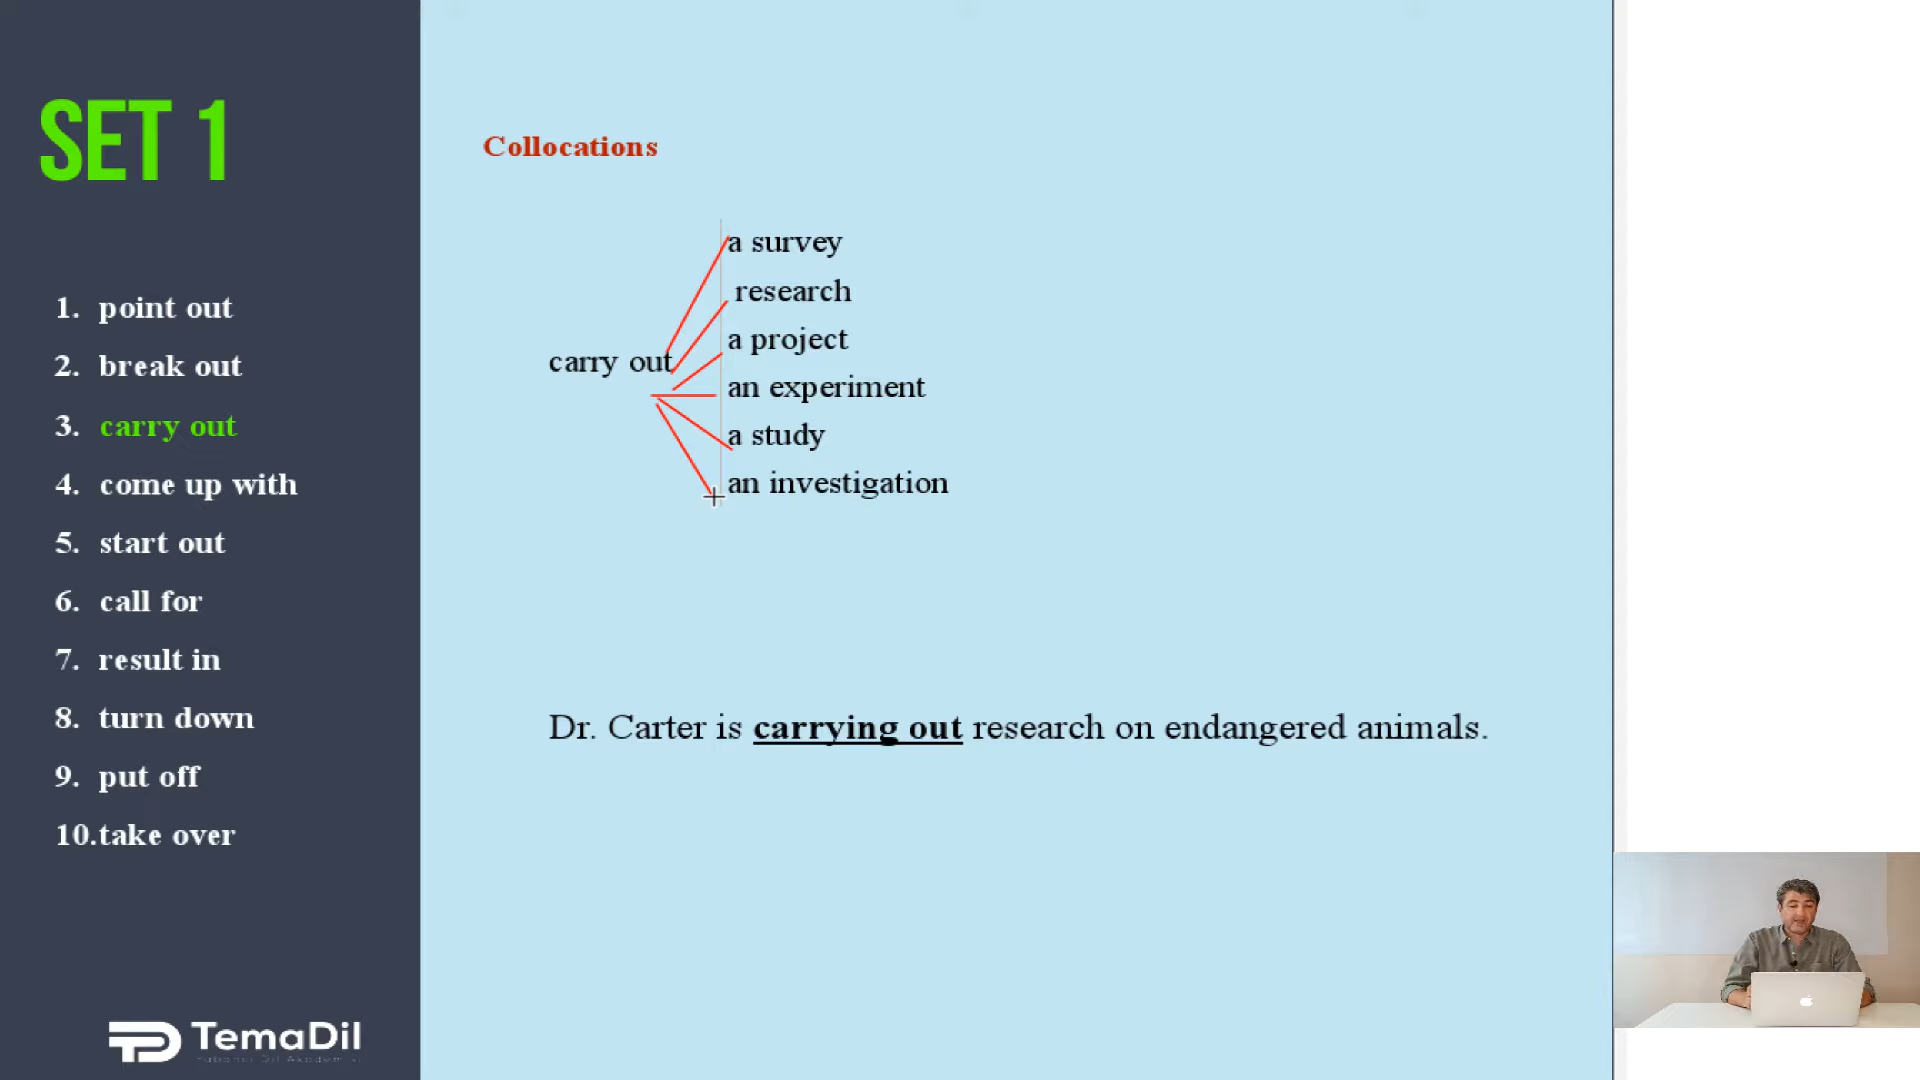 SET 1
1. point out
2. break out
3. carry out
4. come up with
5. start out
6. call for
7. result in
8. turn down
9. put off
10.take over
TemaDil
Collocations
a survey
research
a project
carry out
an experiment
a study
an investigation
Dr. Carter is carrying out research on endangered animals.